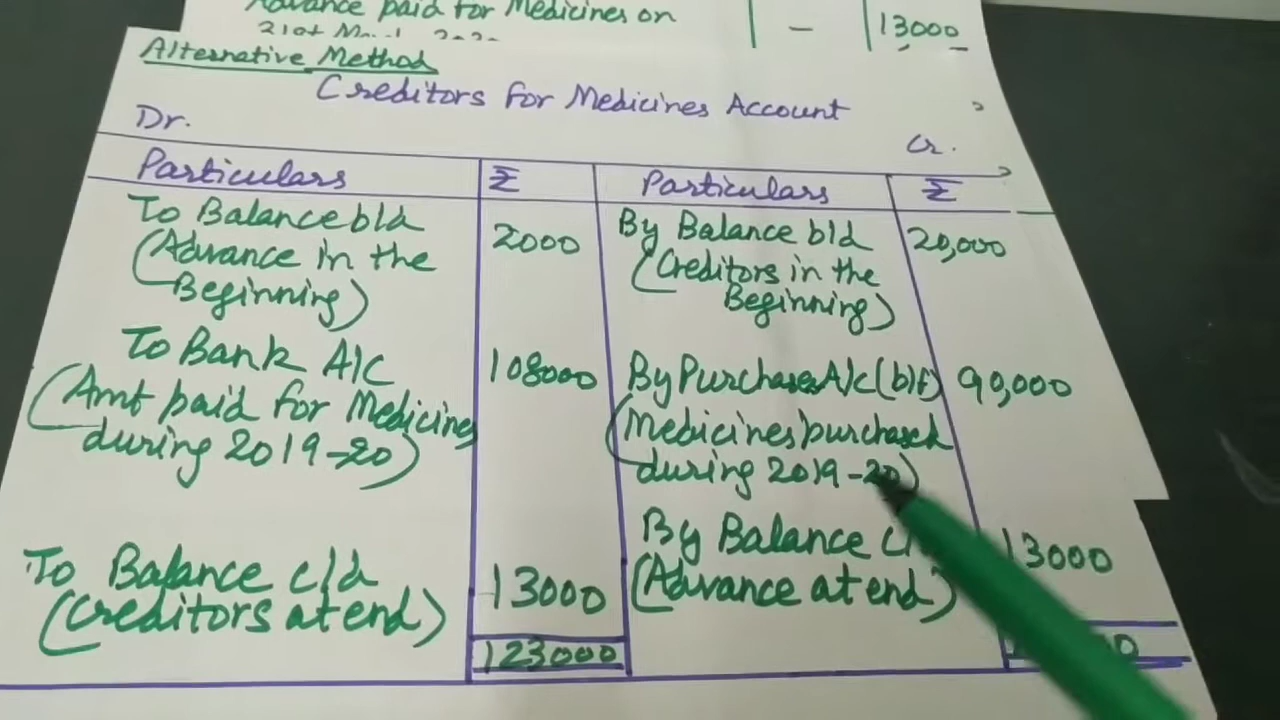 Advance paid for Medicines on
– 13000
Alternative Method
Creditors for Medicines Account
Dr.
Cr.
Particulars ₹ Particulars ₹
To Balance b/d 2000 By Balance b/d 20,000
(Advance in the (Creditors in the
Beginning) Beginning)
To Bank A/C 108000 By Purchases A/c (b/f) 90,000
(Amt paid for Medicines (Medicines purchased
during 2019-20) during 2019-20)
By Balance 13000
To Balance c/d 13000 (Advance at end)
(Creditors at end)
123000